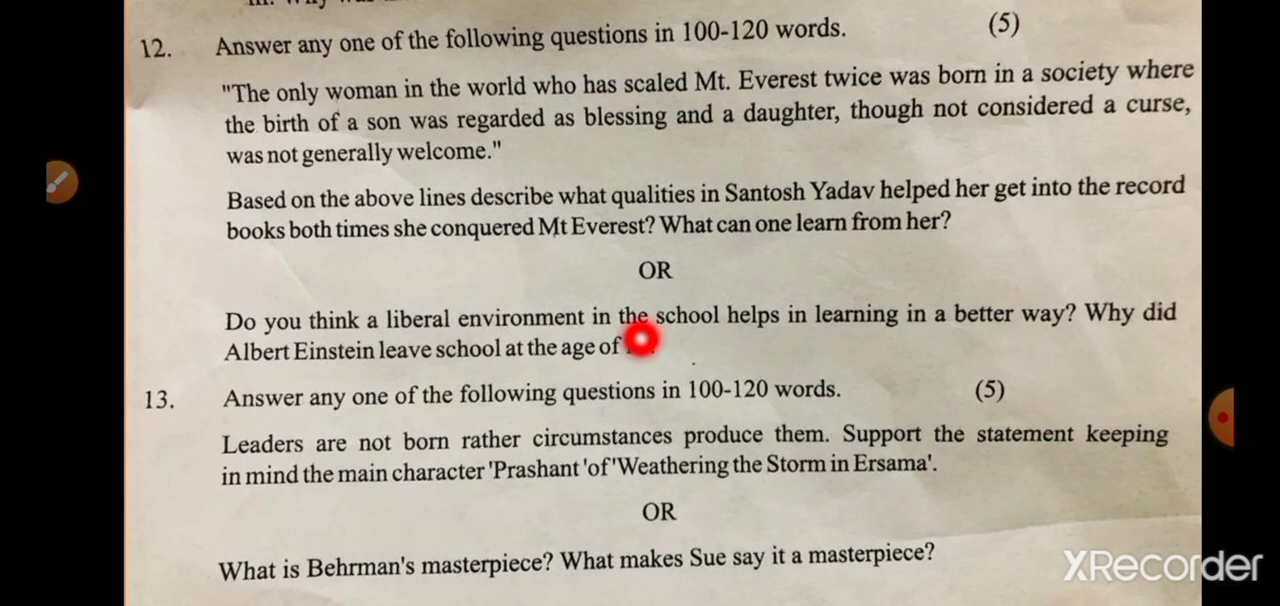 12. Answer any one of the following questions in 100-120 words. (5)
"The only woman in the world who has scaled Mt. Everest twice was born in a society where
the birth of a son was regarded as blessing and a daughter, though not considered a curse,
was not generally welcome."
Based on the above lines describe what qualities in Santosh Yadav helped her get into the record
books both times she conquered Mt Everest? What can one learn from her?
OR
Do you think a liberal environment in the school helps in learning in a better way? Why did
Albert Einstein leave school at the age of
13. Answer any one of the following questions in 100-120 words. (5)
Leaders are not born rather circumstances produce them. Support the statement keeping
in mind the main character 'Prashant 'of 'Weathering the Storm in Ersama'.
OR
What is Behrman's masterpiece? What makes Sue say it a masterpiece?
XRecorder